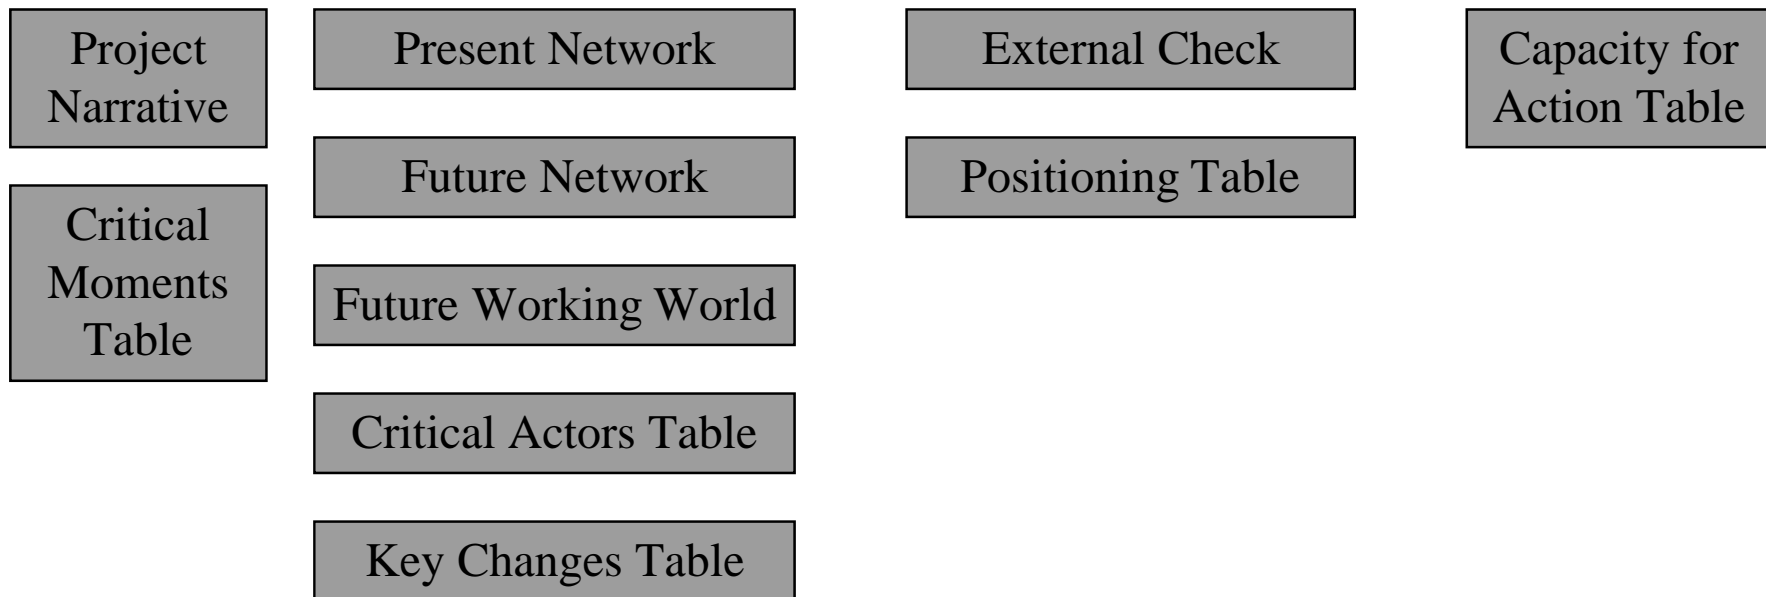 Project
Narrative
Critical
Moments
Table
Present Network
Future Network
Future Working World
Critical Actors Table
Key Changes Table
External Check
Positioning Table
Capacity for
Action Table